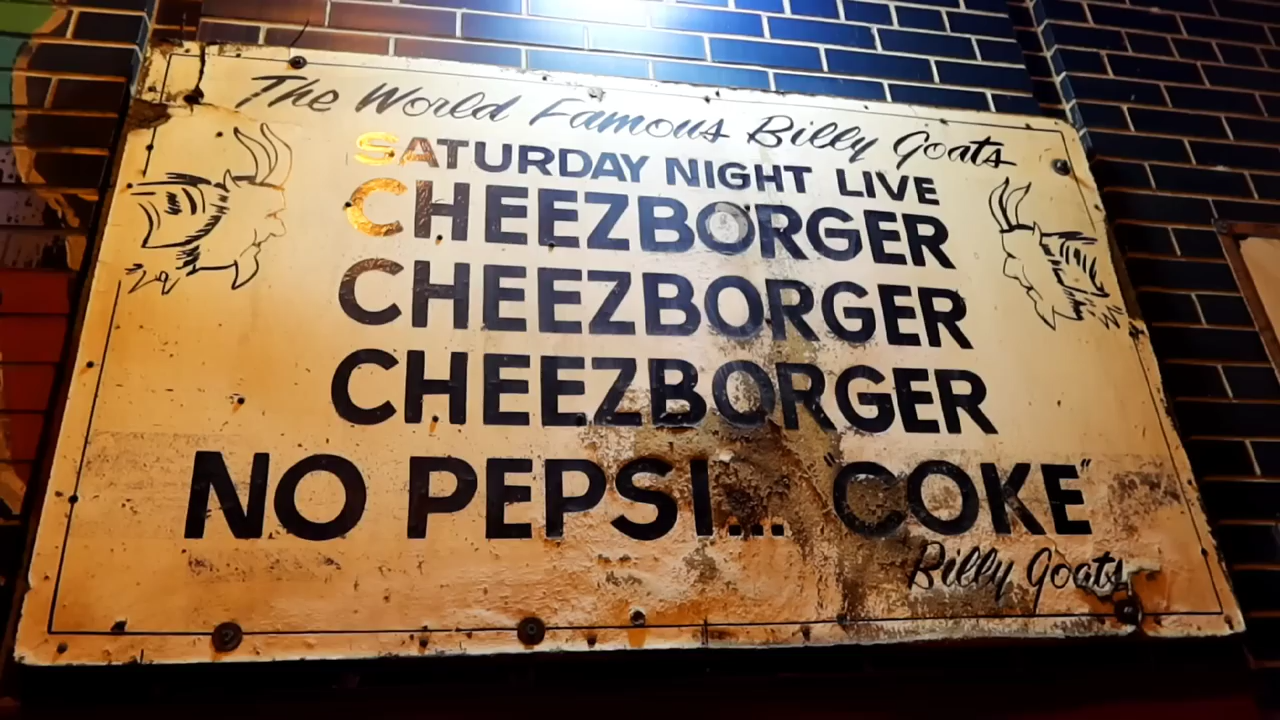 The World Famous Billy Goats
SATURDAY NIGHT LIVE
CHEEZBORGER
CHEEZBORGER
CHEEZBORGER
NO PEPSI... "COKE"
Billy Goats